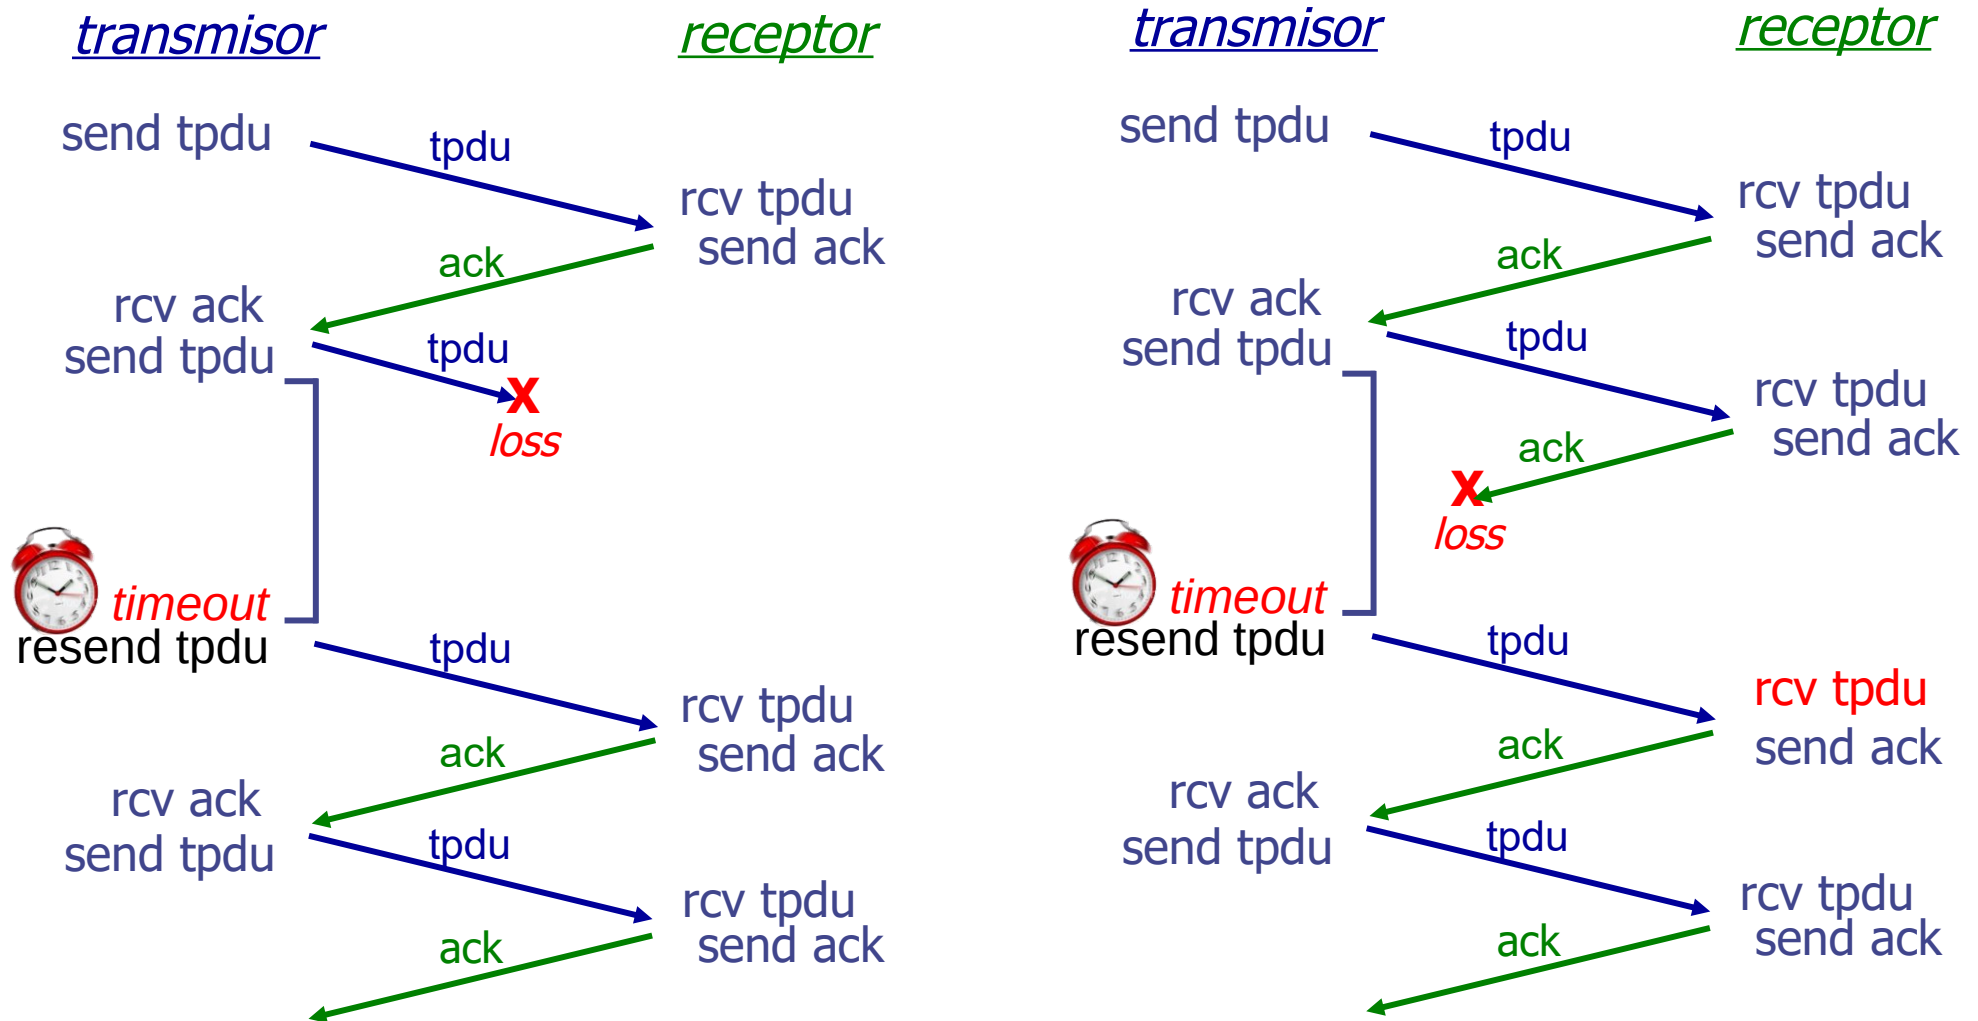 transmisor
receptor
send tpdu
tpdu
rcv tpdu
send ack
ack
rcv ack
send tpdu
tpdu
X
loss
timeout
resend tpdu
tpdu
rcv tpdu
send ack
ack
rcv ack
send tpdu
tpdu
rcv tpdu
send ack
ack
transmisor
receptor
send tpdu
tpdu
rcv tpdu
send ack
ack
rcv ack
send tpdu
tpdu
rcv tpdu
send ack
ack
X
loss
timeout
resend tpdu
tpdu
rcv tpdu
send ack
ack
rcv ack
send tpdu
tpdu
rcv tpdu
send ack
ack